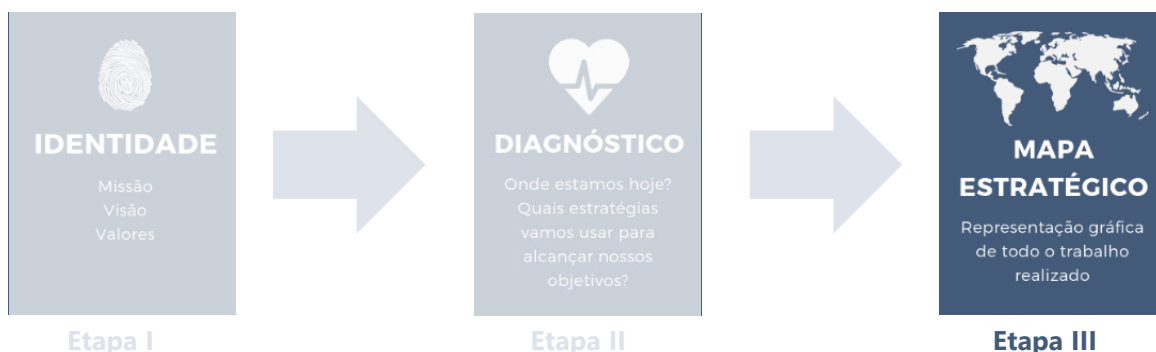 IDENTIDADE
Missão
Visão
Valores
Etapa I
DIAGNÓSTICO
Onde estamos hoje?
Quais estratégias
vamos usar para
alcançar nossos
objetivos?
Etapa II
MAPA
ESTRATÉGICO
Representação gráfica
de todo o trabalho
realizado
Etapa III